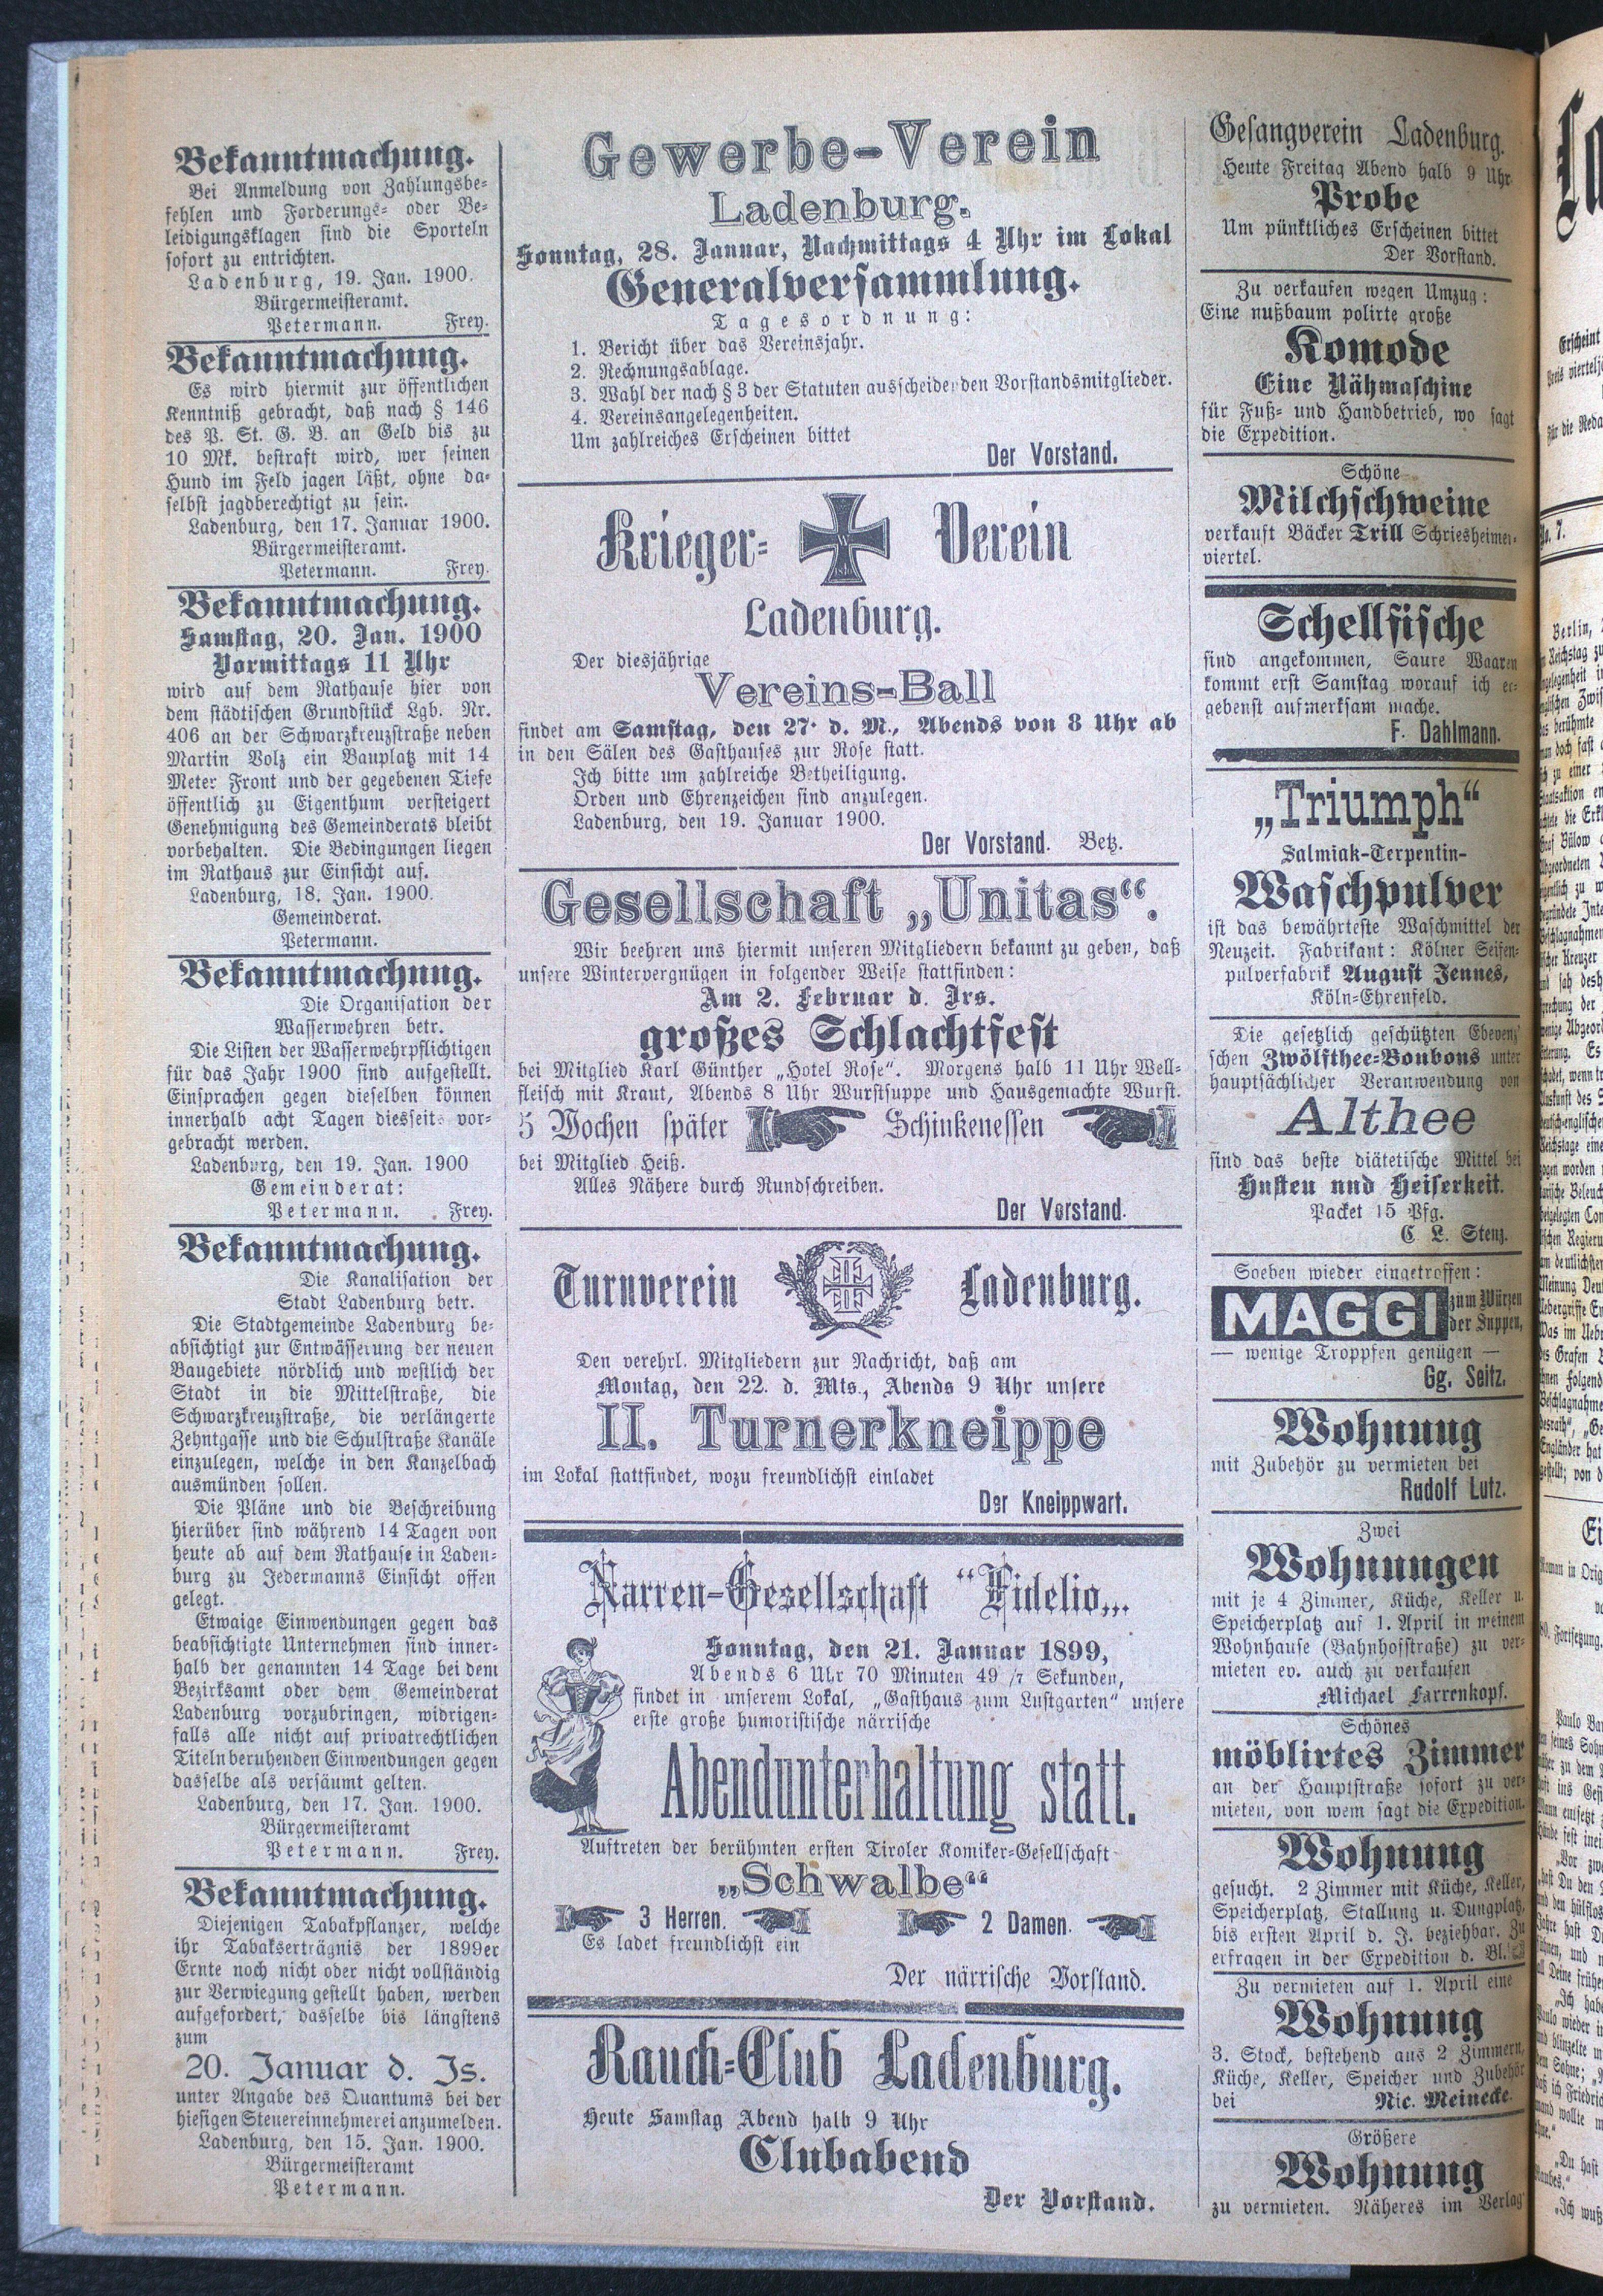 Bekanntmachung.
Bei Anmeldung von Zahlungsbe-
fehlen und Forderungs- oder Be-
leidigungsklagen sind die Sporteln
sofort zu entrichten.
Ladenburg, 19. Jan. 1900.
Bürgermeisteramt.
Petermann. Frey.
Bekanntmachung.
Es wird hiermit zur öffentlichen
Kenntniß gebracht, daß nach § 146
des P. St. G. B. an Geld bis zu
10 Mk. bestraft wird, wer seinen
Hund im Feld jagen läßt, ohne da-
selbst jagdberechtigt zu sein.
Ladenburg, den 17. Januar 1900.
Bürgermeisteramt.
Petermann. Frey.
Bekanntmachung.
Samstag, 20. Jan. 1900
Vormittags 11 Uhr
wird auf dem Rathause hier von
dem städtischen Grundstück Lgb. Nr.
406 an der Schwarzkreuzstraße neben
Martin Volz ein Bauplatz mit 14
Meter Front und der gegebenen Tiefe
öffentlich zu Eigenthum versteigert
Genehmigung des Gemeinderats bleibt
vorbehalten. Die Bedingungen liegen
im Rathaus zur Einsicht auf.
Ladenburg, 18. Jan. 1900.
Gemeinderat.
Petermann.
Bekanntmachung.
Die Organisation der
Wasserwehren betr.
Die Listen der Wasserwehrpflichtigen
für das Jahr 1900 sind aufgestellt.
Einsprachen gegen dieselben können
innerhalb acht Tagen diesseits vor-
gebracht werden.
Ladenburg, den 19. Jan. 1900
Gemeinderat:
Petermann. Frey.
Bekanntmachung.
Die Kanalisation der
Stadt Ladenburg betr.
Die Stadtgemeinde Ladenburg be-
absichtigt zur Entwässerung der neuen
Baugebiete nördlich und westlich der
Stadt in die Mittelstraße, die
Schwarzkreuzstraße, die verlängerte
Zehntgasse und die Schulstraße Kanäle
einzulegen, welche in den Kanzelbach
ausmünden sollen.
Die Pläne und die Beschreibung
hierüber sind während 14 Tagen von
heute ab auf dem Rathause in Laden-
burg zu Jedermanns Einsicht offen
gelegt.
Etwaige Einwendungen gegen das
beabsichtigte Unternehmen sind inner-
halb der genannten 14 Tage bei dem
Bezirksamt oder dem Gemeinderat
Ladenburg vorzubringen, widrigen-
falls alle nicht auf privatrechtlichen
Titeln beruhenden Einwendungen gegen
dasselbe als versäumt gelten.
Ladenburg, den 17. Jan. 1900.
Bürgermeisteramt
Petermann. Frey.
Bekanntmachung.
Diejenigen Tabakpflanzer, welche
ihr Tabakserträgnis der 1899er
Ernte noch nicht oder nicht vollständig
zur Verwiegung gestellt haben, werden
aufgefordert, dasselbe bis längstens
zum
20. Januar d. Js.
unter Angabe des Quantums bei der
hiesigen Steuereinnehmerei anzumelden.
Ladenburg, den 15. Jan. 1900.
Bürgermeisteramt
Petermann.
Gewerbe-Verein
Ladenburg.
Sonntag, 28. Januar, Nachmittags 4 Uhr im Lokal
Generalversammlung.
Tagesordnung:
1. Bericht über das Vereinsjahr.
2. Rechnungsablage.
3. Wahl der nach § 3 der Statuten ausscheidenden Vorstandsmitglieder.
4. Vereinsangelegenheiten.
Um zahlreiches Erscheinen bittet
Der Vorstand.
Krieger- Verein
Ladenburg.
Der diesjährige
Vereins-Ball
findet am Samstag, den 27. d. M., Abends von 8 Uhr ab
in den Sälen des Gasthauses zur Rose statt.
Ich bitte um zahlreiche Betheiligung.
Orden und Ehrenzeichen sind anzulegen.
Ladenburg, den 19. Januar 1900.
Der Vorstand. Betz.
Gesellschaft „Unitas“.
Wir beehren uns hiermit unseren Mitgliedern bekannt zu geben, daß
unsere Wintervergnügen in folgender Weise stattfinden:
Am 2. Februar d. Irs.
großes Schlachtfest
bei Mitglied Karl Günther „Hotel Rose“. Morgens halb 11 Uhr Well-
fleisch mit Kraut, Abends 8 Uhr Wurstsuppe und Hausgemachte Wurst.
5 Wochen später Schinkenessen
bei Mitglied Heiß.
Alles Nähere durch Rundschreiben.
Der Vorstand.
Turnverein Ladenburg.
Den verehrl. Mitgliedern zur Nachricht, daß am
Montag, den 22. d. Mts., Abends 9 Uhr unsere
II. Turnerkneippe
im Lokal stattfindet, wozu freundlichst einladet
Der Kneippwart.
Narren-Gesellschaft "Fidelio„.
Sonntag, den 21. Januar 1899,
Abends 6 Uhr 70 Minuten 49 /7 Sekunden,
findet in unserem Lokal, „Gasthaus zum Lustgarten“ unsere
erste große humoristische närrische
Abendunterhaltung statt.
Auftreten der berühmten ersten Tiroler Komiker-Gesellschaft
„Schwalbe“
3 Herren. 2 Damen.
Es ladet freundlichst ein
Der närrische Vorstand.
Rauch-Club Ladenburg.
Heute Samstag Abend halb 9 Uhr
Clubabend
Der Vorstand.
Gesangverein Ladenburg.
Heute Freitag Abend halb 9 Uhr
Probe
Um pünktliches Erscheinen bittet
Der Vorstand.
Zu verkaufen wegen Umzug:
Eine nußbaum polirte große
Komode
Eine Nähmaschine
für Fuß- und Handbetrieb, wo sagt
die Expedition.
Schöne
Milchschweine
verkauft Bäcker Trill Schriesheimer-
viertel.
Schellfische
sind angekommen, Saure Waaren
kommt erst Samstag worauf ich er-
gebenst aufmerksam mache.
F. Dahlmann.
„Triumph“
Salmiak-Terpentin-
Waschpulver
ist das bewährteste Waschmittel der
Neuzeit. Fabrikant: Kölner Seifen-
pulverfabrik August Jennes,
Köln-Ehrenfeld.
Die gesetzlich geschützten Ebevenz'
schen Zwölfthee-Bonbons unter
hauptsächlicher Veranwendung von
Althee
sind das beste diätetische Mittel bei
Husten und Heiserkeit.
Packet 15 Pfg.
C. L. Stenz.
Soeben wieder eingetroffen:
MAGGI zum Würzen
der Suppen,
— wenige Troppfen genügen —
Gg. Seitz.
Wohnung
mit Zubehör zu vermieten bei
Rudolf Lutz.
Zwei
Wohnungen
mit je 4 Zimmer, Küche, Keller u.
Speicherplatz auf 1. April in meinem
Wohnhause (Bahnhofstraße) zu ver-
mieten ev. auch zu verkaufen
Michael Farrenkopf.
Schönes
möblirtes Zimmer
an der Hauptstraße sofort zu ver-
mieten, von wem sagt die Expedition.
Wohnung
gesucht. 2 Zimmer mit Küche, Keller,
Speicherplatz, Stallung u. Dungplatz,
bis ersten April d. J. beziehbar. Zu
erfragen in der Expedition d. Bl.
Zu vermieten auf 1. April eine
Wohnung
3. Stock, bestehend aus 2 Zimmern,
Küche, Keller, Speicher und Zubehör
bei Nic. Meinecke.
Größere
Wohnung
zu vermieten. Näheres im Verlag